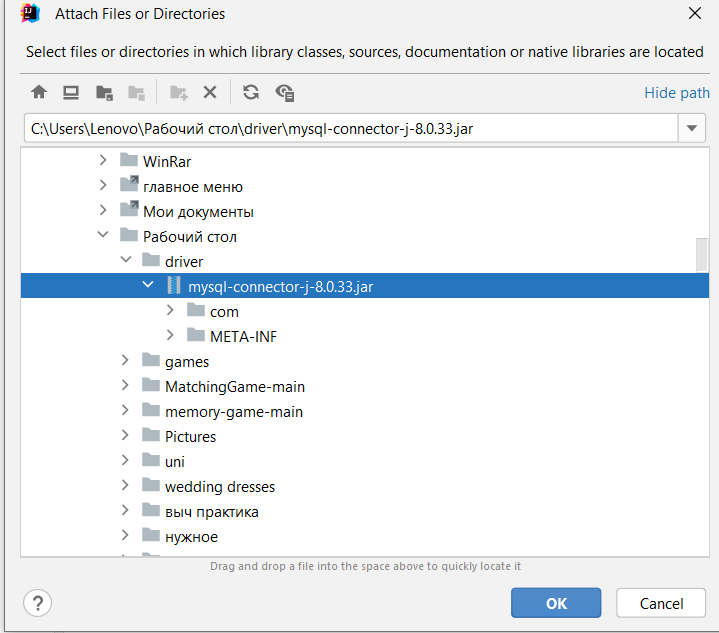 Attach Files or Directories
Select files or directories in which library classes, sources, documentation or native libraries are located
Hide path
C:\Users\Lenovo\Рабочий стол\driver\mysql-connector-j-8.0.33.jar
WinRar
главное меню
Мои документы
Рабочий стол
driver
mysql-connector-j-8.0.33.jar
com
META-INF
games
MatchingGame-main
memory-game-main
Pictures
uni
wedding dresses
выч практика
нужное
Drag and drop a file into the space above to quickly locate it
?
OK
Cancel